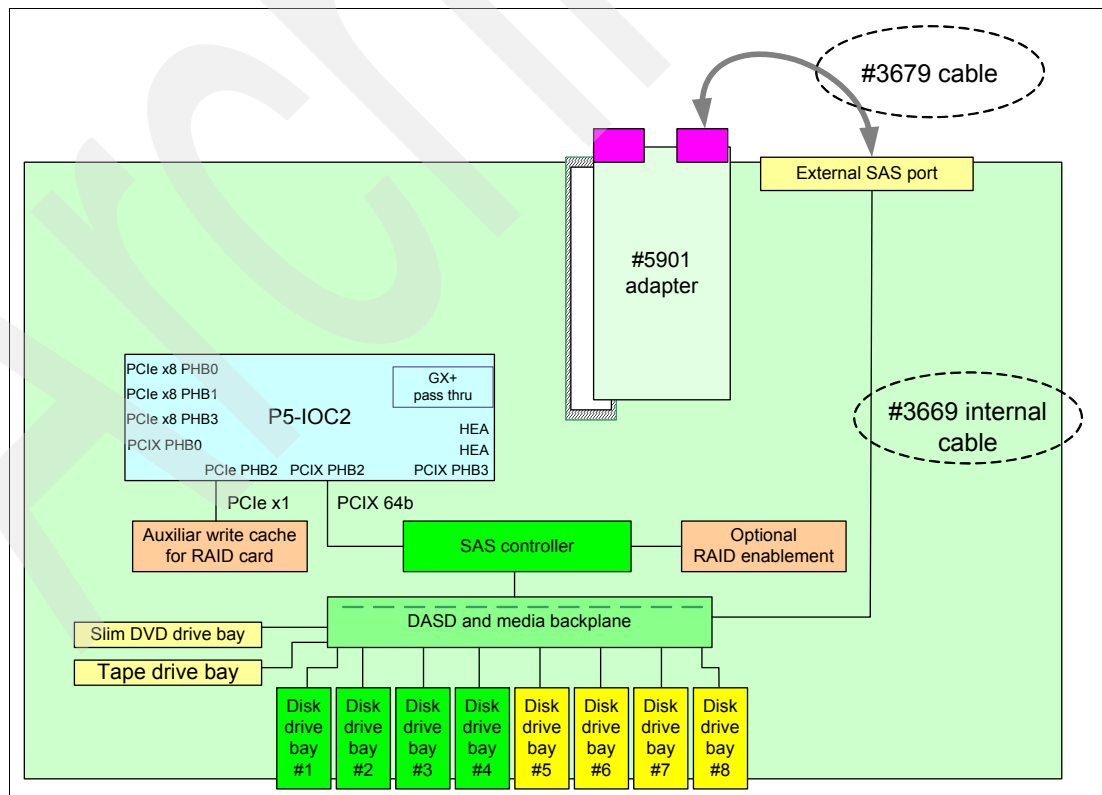 #3679 cable
External SAS port
#5901
adapter
#3669 internal
cable
PCIe x8 PHB0
PCIe x8 PHB1
PCIe x8 PHB3
PCIX PHB0
P5-IOC2
GX+
pass thru
HEA
HEA
PCIe PHB2
PCIX PHB2
PCIX PHB3
PCIe x1
PCIX 64b
Auxiliar write cache
for RAID card
SAS controller
Optional
RAID enablement
DASD and media backplane
Slim DVD drive bay
Tape drive bay
Disk
drive
bay
#1
Disk
drive
bay
#2
Disk
drive
bay
#3
Disk
drive
bay
#4
Disk
drive
bay
#5
Disk
drive
bay
#6
Disk
drive
bay
#7
Disk
drive
bay
#8